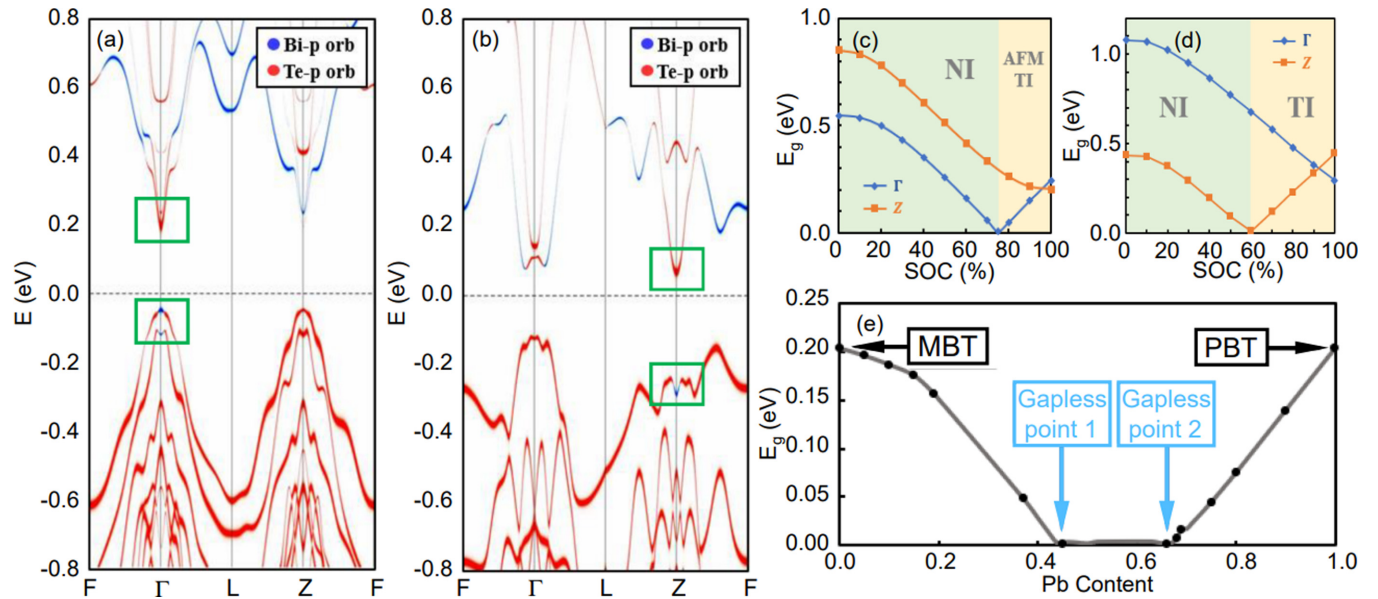 (a)
Bi-p orb
Te-p orb
E (eV)
0.8
0.6
0.4
0.2
0.0
-0.2
-0.4
-0.6
-0.8
F Γ L Z F
(b)
Bi-p orb
Te-p orb
E (eV)
0.8
0.6
0.4
0.2
0.0
-0.2
-0.4
-0.6
-0.8
F Γ L Z F
(c)
NI
AFM
TI
Γ
Z
E_g (eV)
1.0
0.5
0.0
0 20 40 60 80 100
SOC (%)
(d)
Γ
Z
NI
TI
E_g (eV)
1.0
0.5
0.0
0 20 40 60 80 100
SOC (%)
(e)
MBT
PBT
Gapless
point 1
Gapless
point 2
E_g (eV)
0.25
0.20
0.15
0.10
0.05
0.00
0.0 0.2 0.4 0.6 0.8 1.0
Pb Content